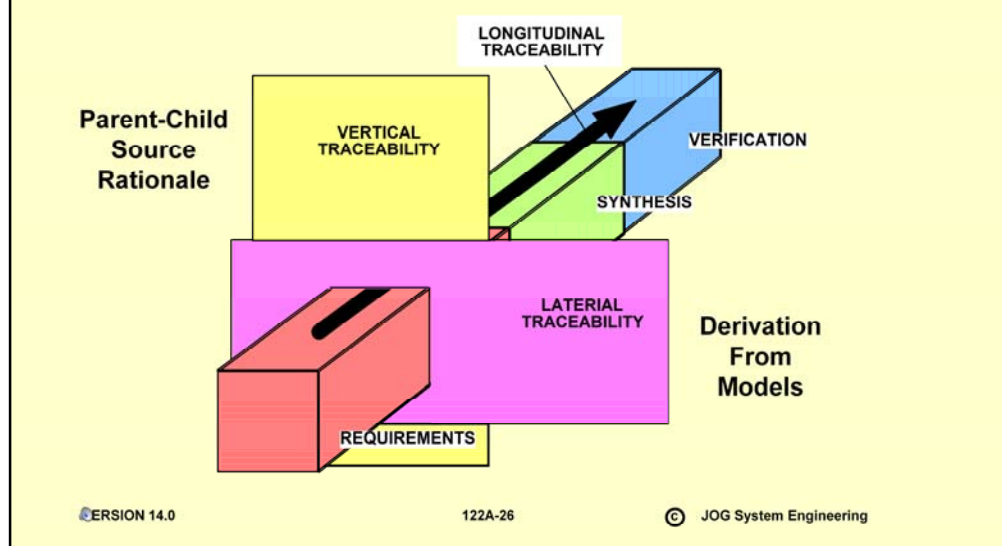 LONGITUDINAL
TRACEABILITY
Parent-Child
Source
Rationale
VERTICAL
TRACEABILITY
VERIFICATION
SYNTHESIS
LATERIAL
TRACEABILITY
Derivation
From
Models
REQUIREMENTS
ERSION 14.0
122A-26
© JOG System Engineering